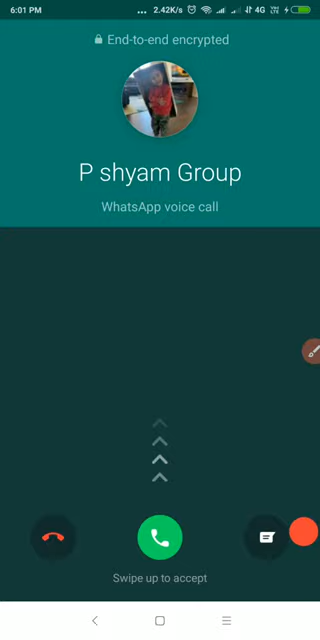 6:01 PM ... 2.42K/s 4G
End-to-end encrypted
P shyam Group
WhatsApp voice call
Swipe up to accept